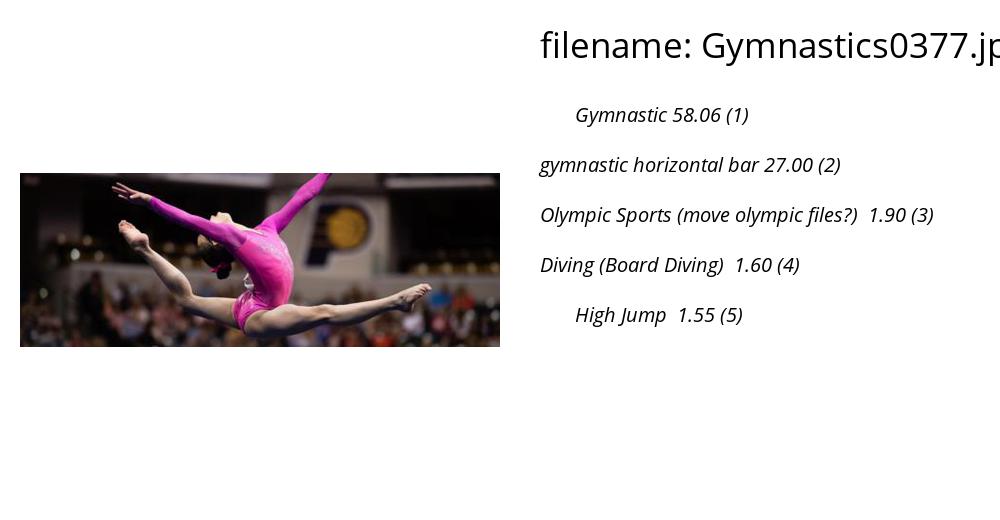 filename: Gymnastics0377.jp
Gymnastic 58.06 (1)
gymnastic horizontal bar 27.00 (2)
Olympic Sports (move olympic files?) 1.90 (3)
Diving (Board Diving) 1.60 (4)
High Jump 1.55 (5)